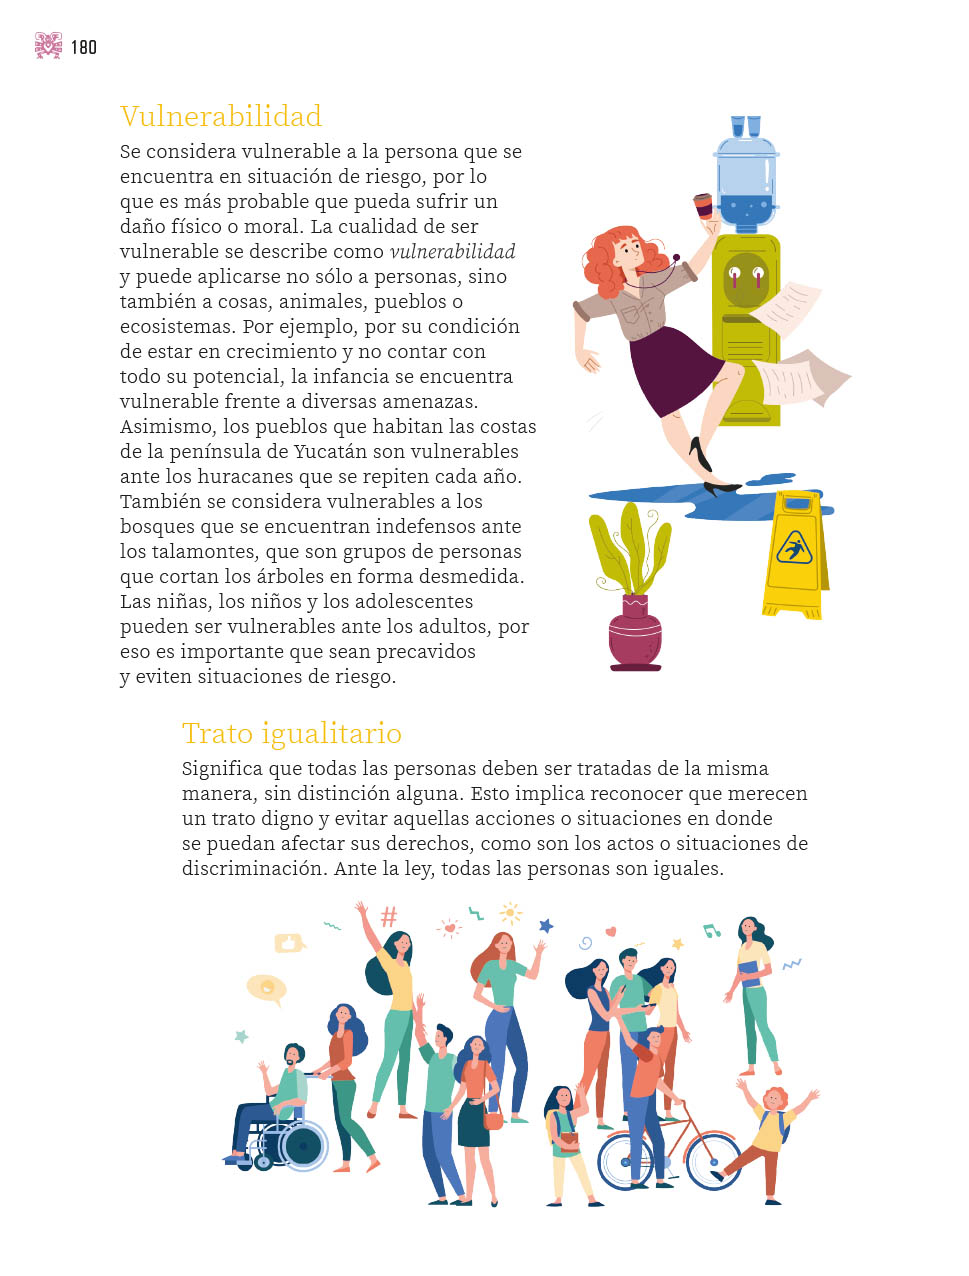 180
Vulnerabilidad
Se considera vulnerable a la persona que se
encuentra en situación de riesgo, por lo
que es más probable que pueda sufrir un
daño físico o moral. La cualidad de ser
vulnerable se describe como vulnerabilidad
y puede aplicarse no sólo a personas, sino
también a cosas, animales, pueblos o
ecosistemas. Por ejemplo, por su condición
de estar en crecimiento y no contar con
todo su potencial, la infancia se encuentra
vulnerable frente a diversas amenazas.
Asimismo, los pueblos que habitan las costas
de la península de Yucatán son vulnerables
ante los huracanes que se repiten cada año.
También se considera vulnerables a los
bosques que se encuentran indefensos ante
los talamontes, que son grupos de personas
que cortan los árboles en forma desmedida.
Las niñas, los niños y los adolescentes
pueden ser vulnerables ante los adultos, por
eso es importante que sean precavidos
y eviten situaciones de riesgo.
Trato igualitario
Significa que todas las personas deben ser tratadas de la misma
manera, sin distinción alguna. Esto implica reconocer que merecen
un trato digno y evitar aquellas acciones o situaciones en donde
se puedan afectar sus derechos, como son los actos o situaciones de
discriminación. Ante la ley, todas las personas son iguales.
#